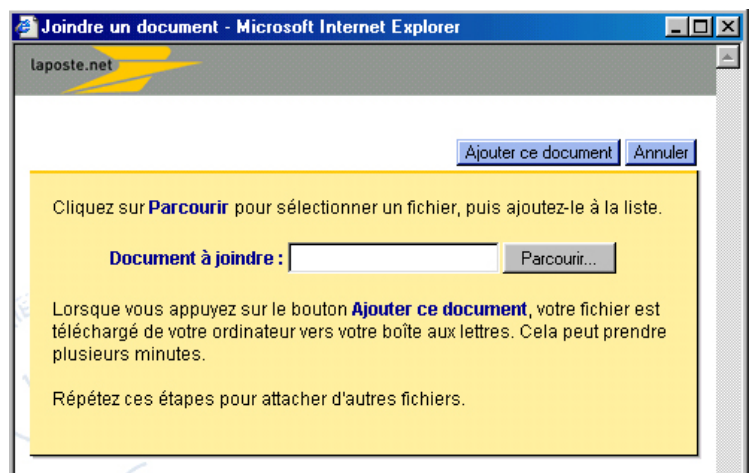 Joindre un document - Microsoft Internet Explorer
laposte.net
Ajouter ce document Annuler
Cliquez sur Parcourir pour sélectionner un fichier, puis ajoutez-le à la liste.
Document à joindre : Parcourir...
Lorsque vous appuyez sur le bouton Ajouter ce document, votre fichier est
téléchargé de votre ordinateur vers votre boîte aux lettres. Cela peut prendre
plusieurs minutes.
Répétez ces étapes pour attacher d'autres fichiers.